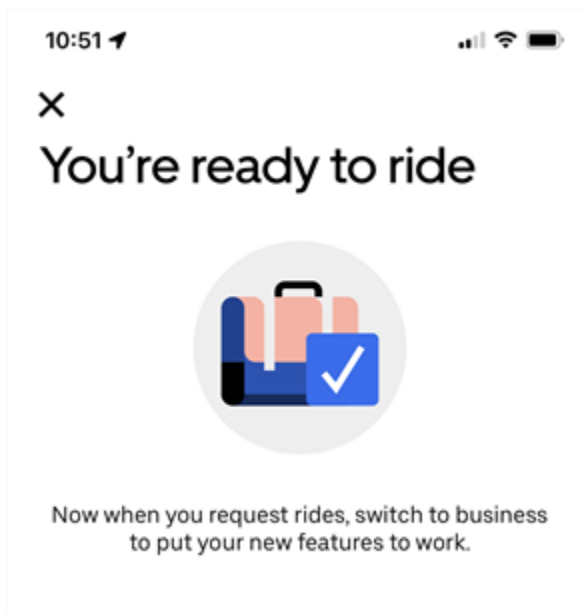 10:51
You're ready to ride
Now when you request rides, switch to business
to put your new features to work.